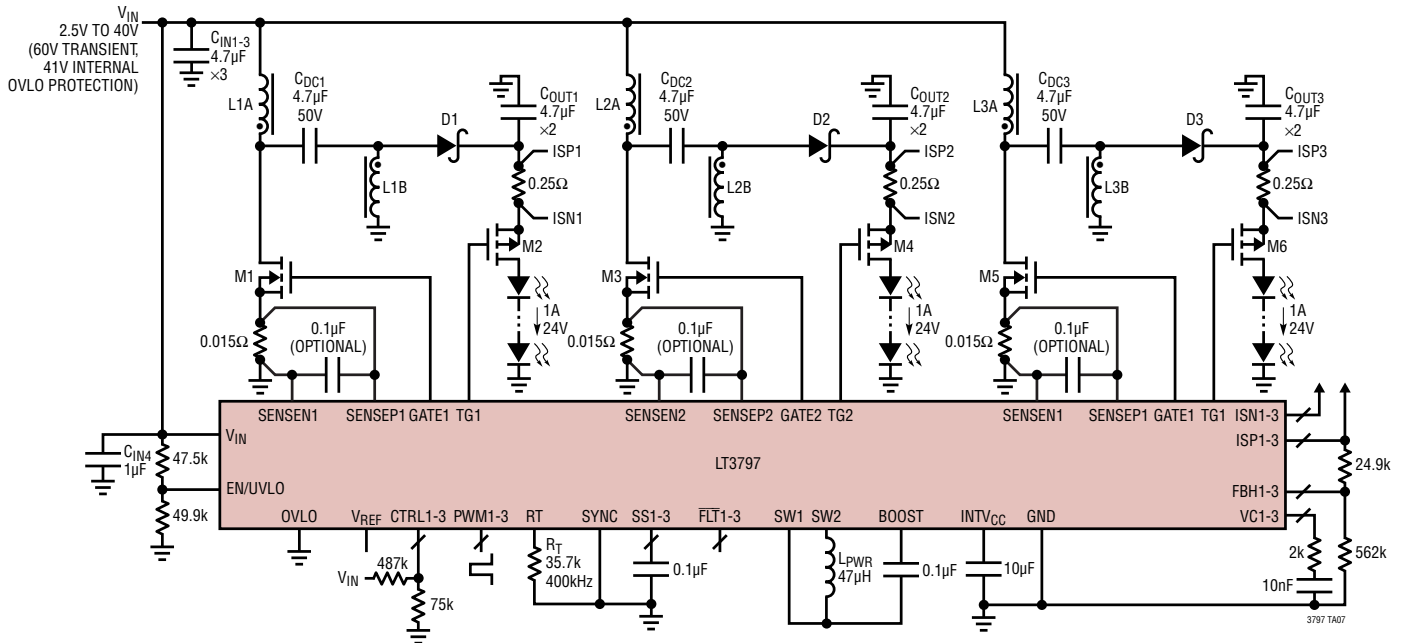 VIN
2.5V TO 40V
(60V TRANSIENT,
41V INTERNAL
OVLO PROTECTION)
CIN1-3
4.7µF
×3
L1A
CDC1
4.7µF
50V
L1B
D1
COUT1
4.7µF
×2
ISP1
0.25Ω
ISN1
M2
M1
1A
24V
0.015Ω
0.1µF
(OPTIONAL)
L2A
CDC2
4.7µF
50V
L2B
D2
COUT2
4.7µF
×2
ISP2
0.25Ω
ISN2
M4
M3
1A
24V
0.015Ω
0.1µF
(OPTIONAL)
L3A
CDC3
4.7µF
50V
L3B
D3
COUT3
4.7µF
×2
ISP3
0.25Ω
ISN3
M6
M5
1A
24V
0.015Ω
0.1µF
(OPTIONAL)
SENSEN1 SENSEP1 GATE1 TG1 SENSEN2 SENSEP2 GATE2 TG2 SENSEN1 SENSEP1 GATE1 TG1
ISN1-3
ISP1-3
FBH1-3
VC1-3
VIN
EN/UVLO
LT3797
OVLO VREF CTRL1-3 PWM1-3 RT SYNC SS1-3 FLT1-3 SW1 SW2 BOOST INTVCC GND
CIN4
1µF
47.5k
49.9k
VIN
487k
75k
RT
35.7k
400kHz
0.1µF
LPWR
47µH
0.1µF
10µF
24.9k
2k
562k
10nF
3797 TA07